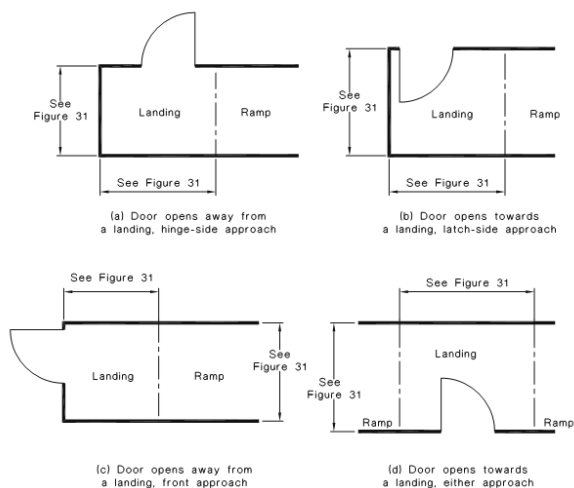 See
Figure 31
Landing
Ramp
See Figure 31
(a) Door opens away from
a landing, hinge-side approach
See
Figure 31
Landing
Ramp
See Figure 31
(b) Door opens towards
a landing, latch-side approach
See Figure 31
Landing
Ramp
See
Figure 31
(c) Door opens away from
a landing, front approach
See Figure 31
See
Figure 31
Landing
Ramp
Ramp
(d) Door opens towards
a landing, either approach